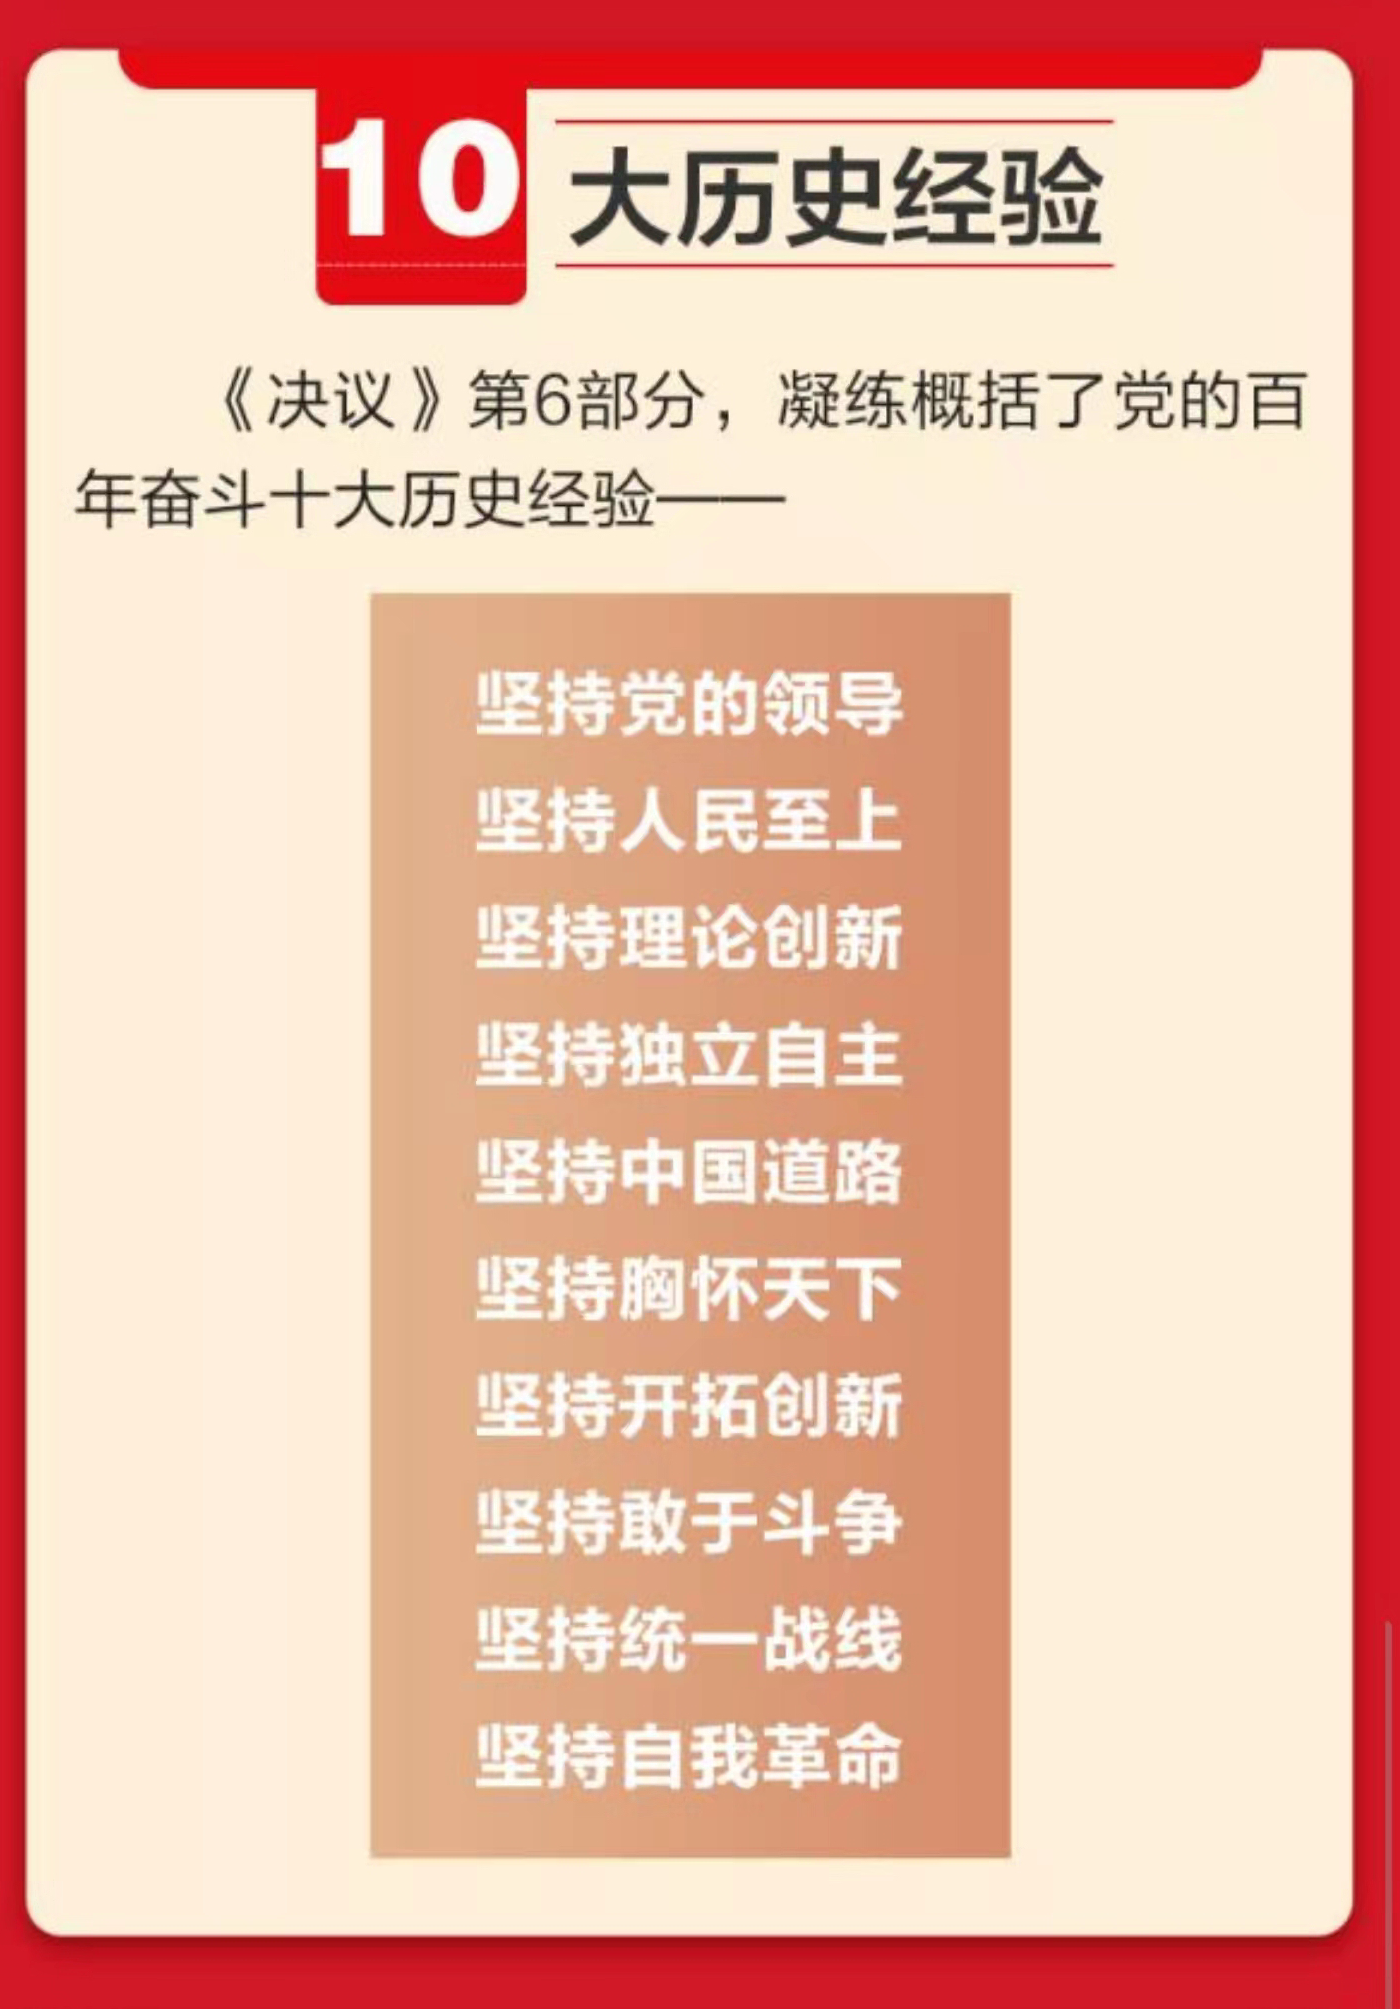 10 大历史经验
《决议》第6部分，凝练概括了党的百
年奋斗十大历史经验——
坚持党的领导
坚持人民至上
坚持理论创新
坚持独立自主
坚持中国道路
坚持胸怀天下
坚持开拓创新
坚持敢于斗争
坚持统一战线
坚持自我革命